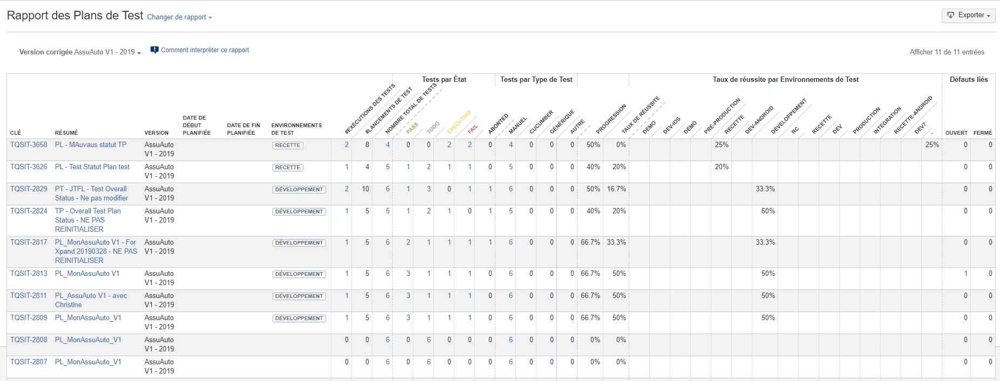 Rapport des Plans de Test Changer de rapport
Exporter
Version corrigée AssuAuto V1 - 2019 Comment interpréter ce rapport
Afficher 11 de 11 entrées
Tests par État Tests par Type de Test Taux de réussite par Environnements de Test Défauts liés
CLÉ RÉSUMÉ VERSION DATE DE DÉBUT PLANIFIÉE DATE DE FIN PLANIFIÉE ENVIRONNEMENTS DE TEST #EXÉCUTIONS DES TESTS #LANCEMENTS DE TEST NOMBRE TOTAL DE TESTS PASS TODO EXECUTING FAIL ABORTED MANUEL CUCUMBER GÉNÉRIQUE AUTRE PROGRESSION TAUX DE RÉUSSITE DEMO DEV-IOS DÉMO PRÉ-PRODUCTION RECETTE DEV-ANDROID DÉVELOPPEMENT RC RECETTE DEV PRODUCTION INTEGRATION RECETTE-ANDROID DEV7 - OUVERT FERMÉ
TQSIT-3658 PL - MAuvaus statut TP AssuAuto RECETTE 2 8 4 0 0 2 2 0 4 0 0 0 50% 0% 25% 25% 0 0
V1 - 2019
TQSIT-3626 PL - Test Statut Plan test AssuAuto RECETTE 1 4 5 1 2 1 1 0 5 0 0 0 40% 20% 20% 0 0
V1 - 2019
TQSIT-2829 PT - JTFL - Test Overall AssuAuto DÉVELOPPEMENT 2 10 6 1 3 0 1 1 6 0 0 0 50% 16.7% 33.3% 0 0
Status - Ne pas modifier V1 - 2019
TQSIT-2824 TP - Overall Test Plan AssuAuto DÉVELOPPEMENT 1 5 5 1 2 1 0 1 5 0 0 0 40% 20% 60% 0 0
Status - NE PAS V1 - 2019
REINITIALISER
TQSIT-2817 PL_MonAssuAuto V1 - For AssuAuto DÉVELOPPEMENT 1 5 6 2 1 1 1 1 6 0 0 0 66.7% 33.3% 33.3% 0 0
Xpand 20190328 - NE PAS V1 - 2019
REINITIALISER
TQSIT-2813 PL_MonAssuAuto V1 AssuAuto DÉVELOPPEMENT 1 5 6 3 1 1 1 0 6 0 0 0 66.7% 50% 50% 1 0
V1 - 2019
TQSIT-2811 PL_AssuAuto V1 - avec AssuAuto DÉVELOPPEMENT 1 5 6 3 1 1 1 0 6 0 0 0 66.7% 50% 50% 0 0
Christine V1 - 2019
TQSIT-2809 PL_MonAssuAuto_V1 AssuAuto DÉVELOPPEMENT 1 5 6 3 1 1 1 0 6 0 0 0 66.7% 50% 50% 0 0
V1 - 2019
TQSIT-2808 PL_MonAssuAuto_V1 AssuAuto 0 0 6 0 6 0 0 0 6 0 0 0 0% 0% 0 0
V1 - 2019
TQSIT-2807 PL_MonAssuAuto_V1 AssuAuto 0 0 6 0 6 0 0 0 6 0 0 0 0% 0% 0 0
V1 - 2019